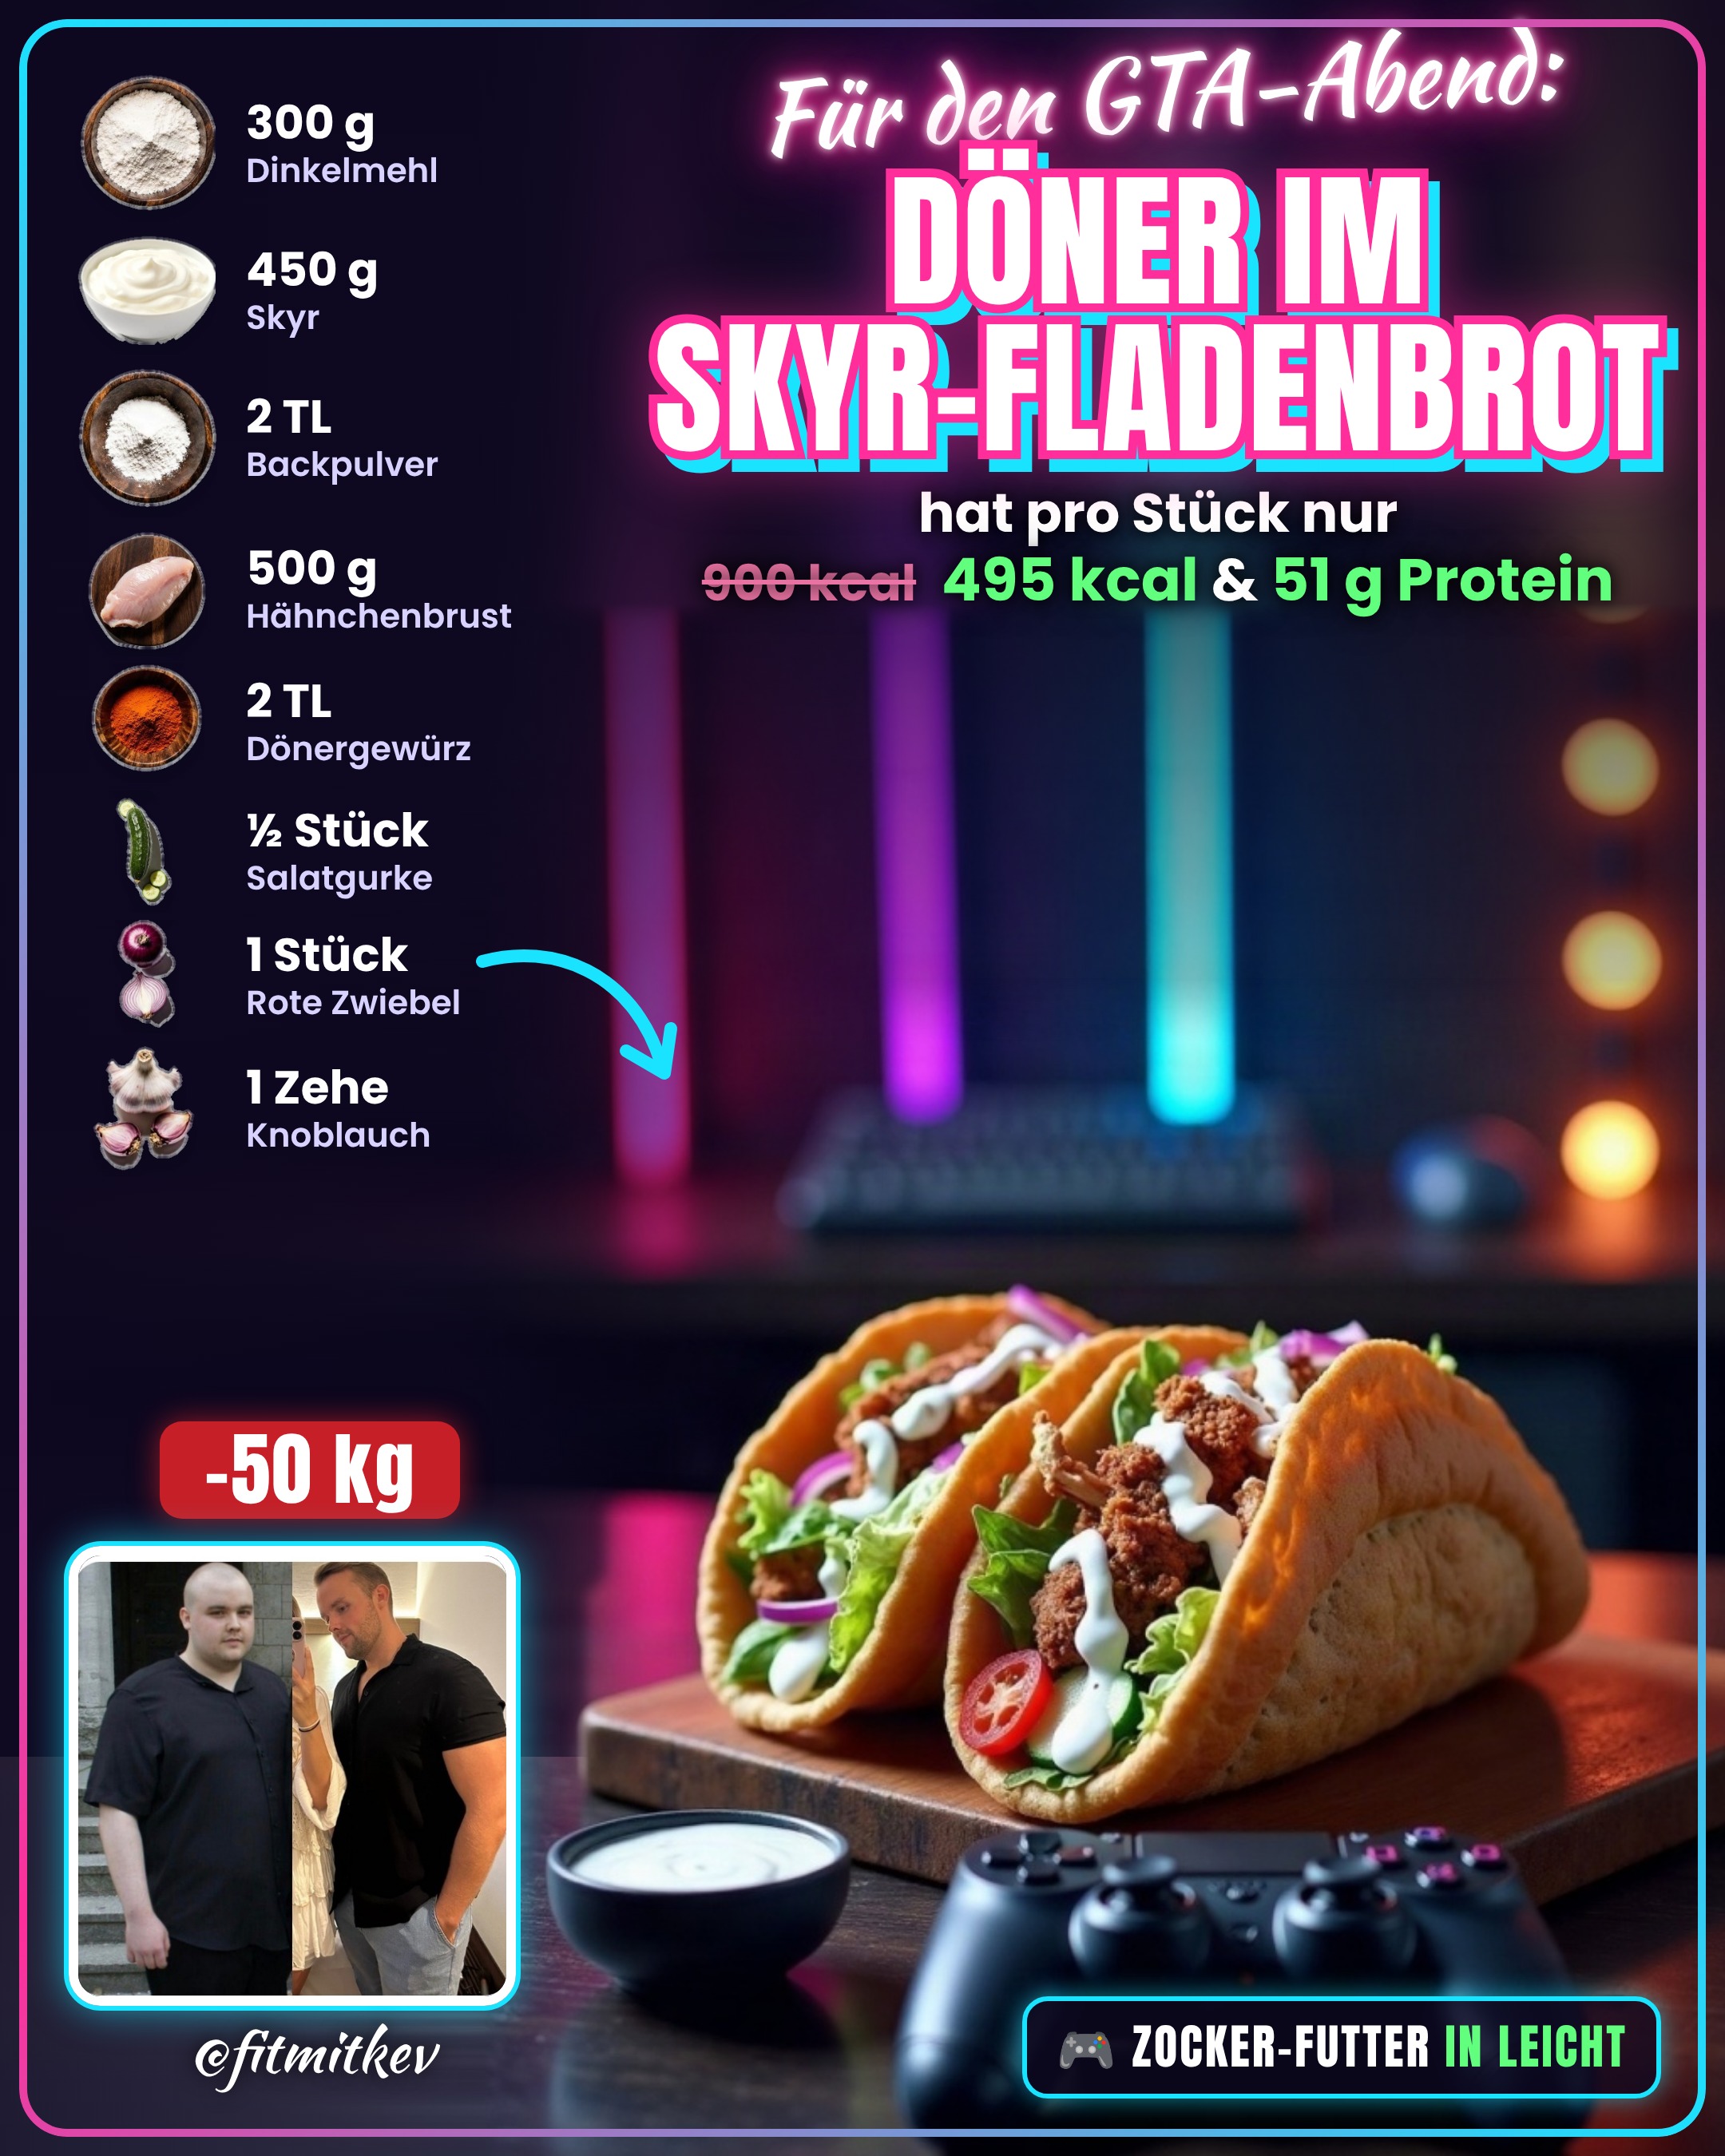 Für den GTA-Abend:
DÖNER IM
SKYR-FLADENBROT
hat pro Stück nur
900 kcal 495 kcal & 51 g Protein
300 g
Dinkelmehl
450 g
Skyr
2 TL
Backpulver
500 g
Hähnchenbrust
2 TL
Dönergewürz
½ Stück
Salatgurke
1 Stück
Rote Zwiebel
1 Zehe
Knoblauch
-50 kg
@fitmitkev
🎮 ZOCKER-FUTTER IN LEICHT